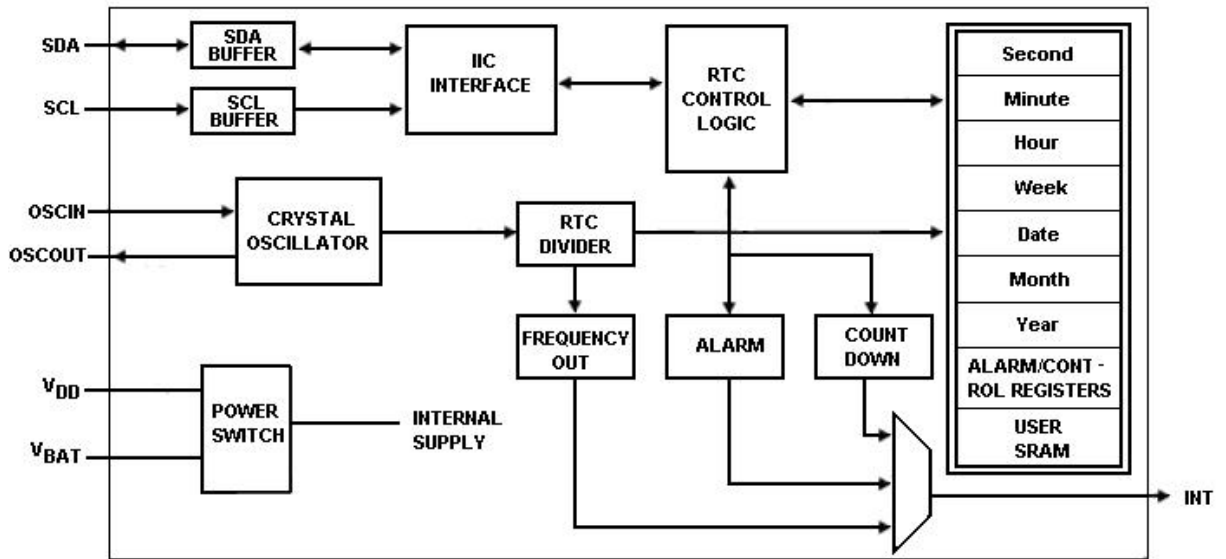 SDA
SDA
BUFFER
IIC
INTERFACE
RTC
CONTROL
LOGIC
Second
Minute
Hour
Week
Date
Month
Year
ALARM/CONT -
ROL REGISTERS
USER
SRAM
SCL
SCL
BUFFER
OSCIN
OSCOUT
CRYSTAL
OSCILLATOR
RTC
DIVIDER
FREQUENCY
OUT
ALARM
COUNT
DOWN
VDD
VBAT
POWER
SWITCH
INTERNAL
SUPPLY
INT